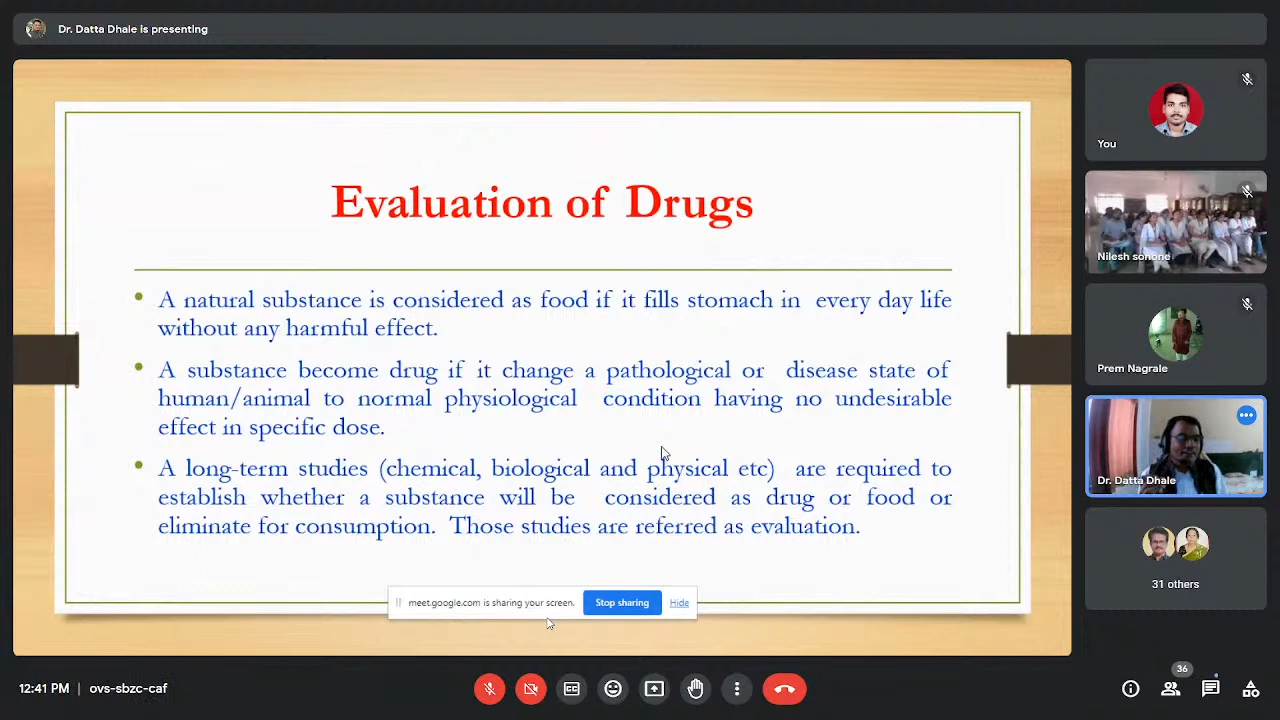 Dr. Datta Dhale is presenting
Evaluation of Drugs
• A natural substance is considered as food if it fills stomach in every day life
without any harmful effect.
• A substance become drug if it change a pathological or disease state of
human/animal to normal physiological condition having no undesirable
effect in specific dose.
• A long-term studies (chemical, biological and physical etc) are required to
establish whether a substance will be considered as drug or food or
eliminate for consumption. Those studies are referred as evaluation.
meet.google.com is sharing your screen. Stop sharing Hide
You
Nilesh sonone
Prem Nagrale
Dr. Datta Dhale
31 others
12:41 PM | ovs-sbzc-caf
36